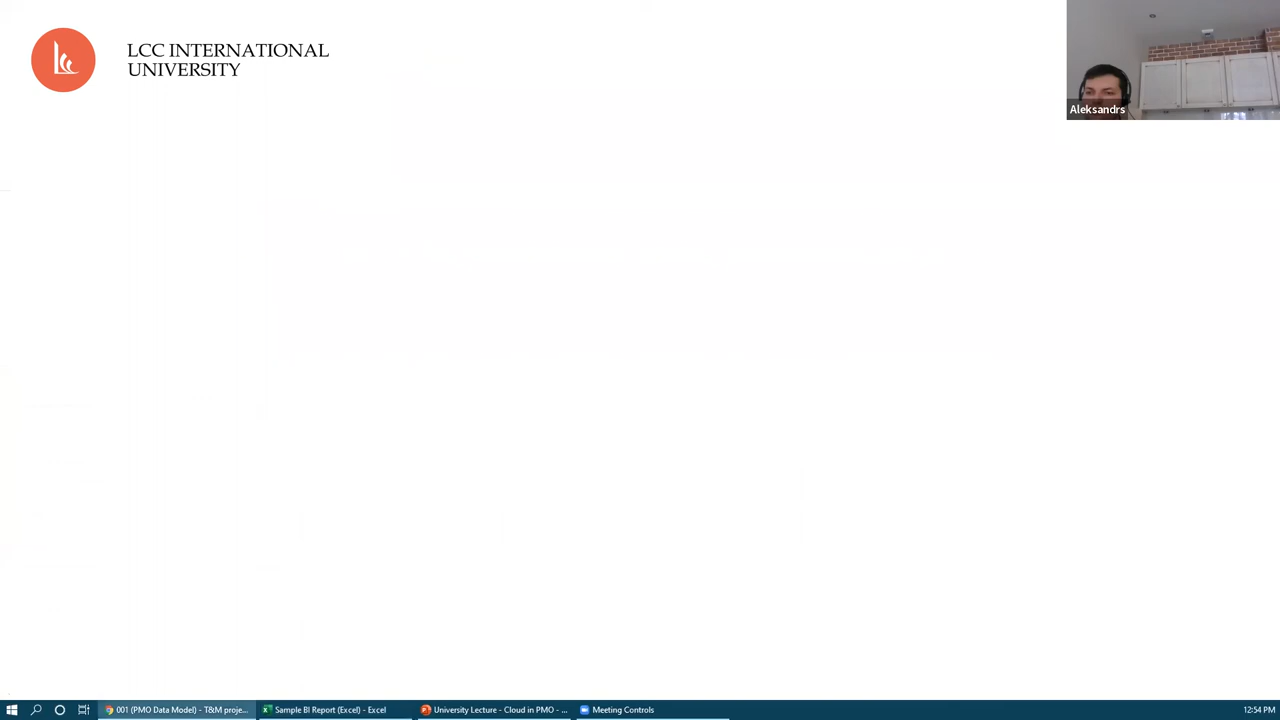 LCC INTERNATIONAL
UNIVERSITY
Aleksandrs
001 (PMO Data Model) - T&M proje...
Sample BI Report (Excel) - Excel
University Lecture - Cloud in PMO - ...
Meeting Controls
12:54 PM